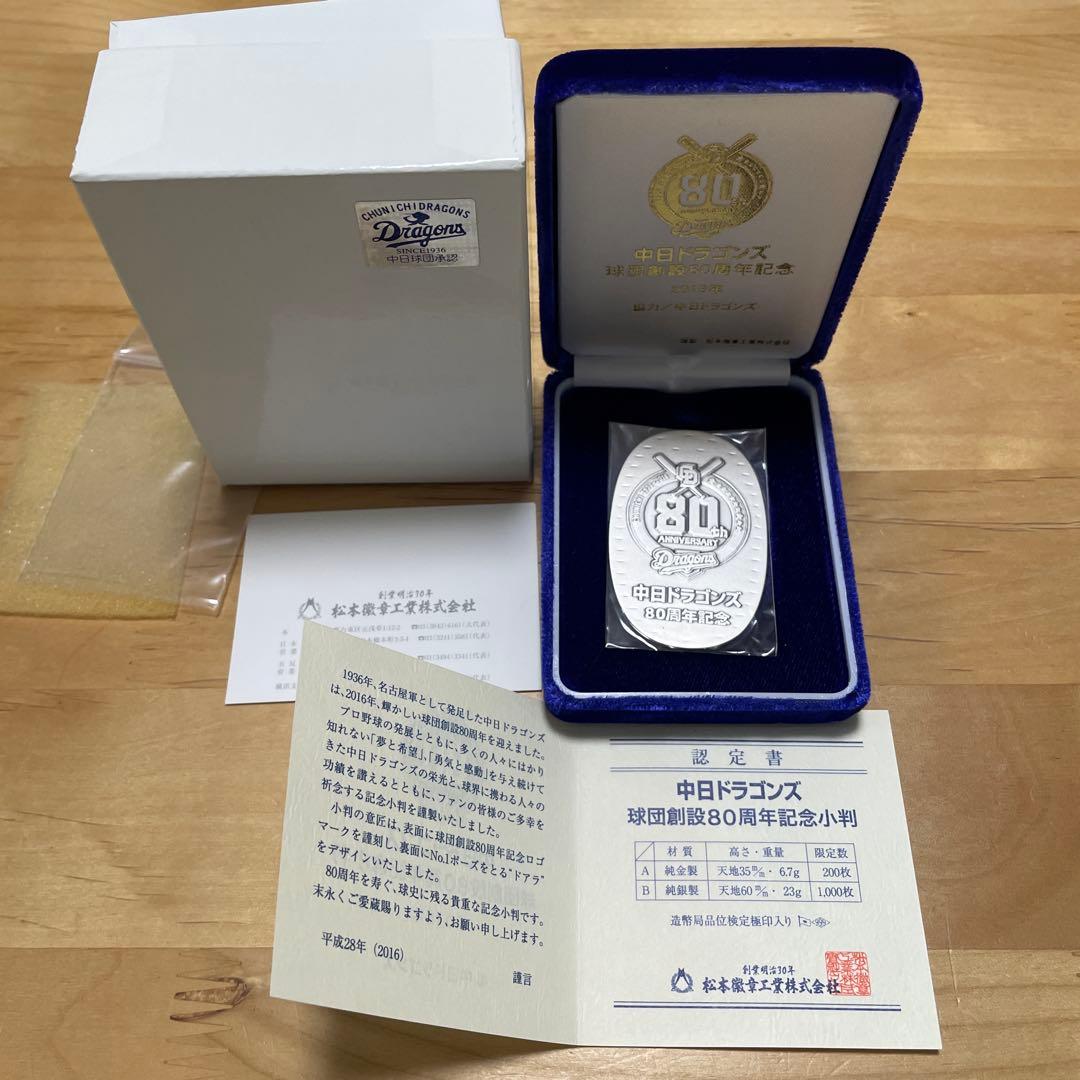 CHUNICHI DRAGONS
Dragons
SINCE1936
中日球団承認
80
中日ドラゴンズ
球団創設80周年記念
2016年
協力/中日ドラゴンズ
松本徽章工業株式会社
80th
ANNIVERSARY
Dragons
中日ドラゴンズ
80周年記念
創業明治30年
松本徽章工業株式会社
1936年、名古屋軍として発足した中日ドラゴンズ
は、2016年、輝かしい球団創設80周年を迎えました。
プロ野球の発展とともに、多くの人々にはかり
知れない「夢と希望」、「勇気と感動」を与え続けて
きた中日ドラゴンズの栄光と、球界に携わる人々の
功績を讃えるとともに、ファンの皆様のご多幸を
祈念する記念小判を謹製いたしました。
小判の意匠は、表面に球団創設80周年記念ロゴ
マークを謹刻し、裏面にNo.1ポーズをとる"ドアラ"
をデザインいたしました。
80周年を寿ぐ、球史に残る貴重な記念小判です。
末永くご愛蔵賜りますよう、お願い申し上げます。
平成28年(2016)
謹言
認定書
中日ドラゴンズ
球団創設80周年記念小判
材質 高さ・重量 限定数
A 純金製 天地35㍉・6.7g 200枚
B 純銀製 天地60㍉・23g 1,000枚
造幣局品位検定極印入り
創業明治30年
松本徽章工業株式会社